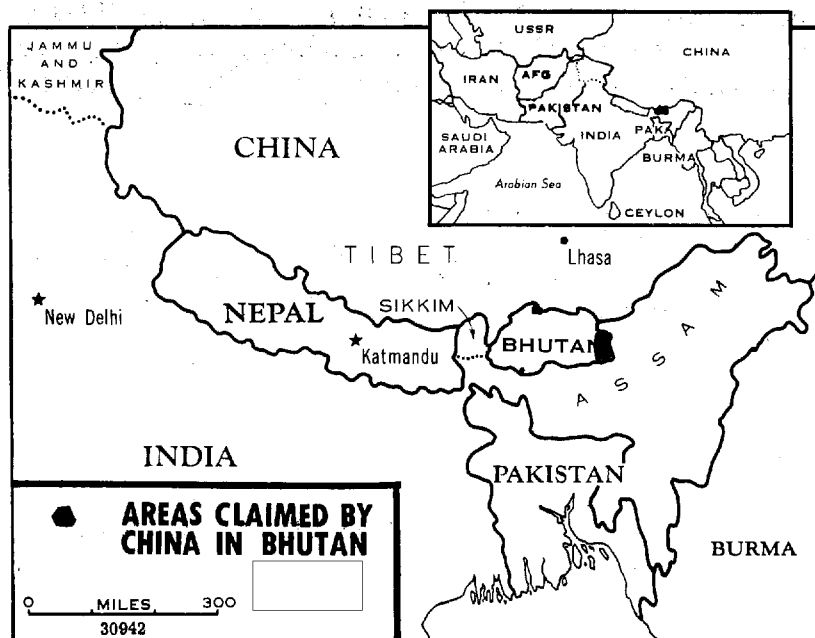 JAMMU
AND
KASHMIR
CHINA
TIBET
Lhasa
New Delhi
NEPAL
SIKKIM
Katmandu
BHUTAN
ASSAM
INDIA
PAKISTAN
BURMA
USSR
CHINA
IRAN
AFG
PAKISTAN
INDIA
PAK
SAUDI
ARABIA
BURMA
Arabian Sea
CEYLON
AREAS CLAIMED BY
CHINA IN BHUTAN
0 MILES 300
30942